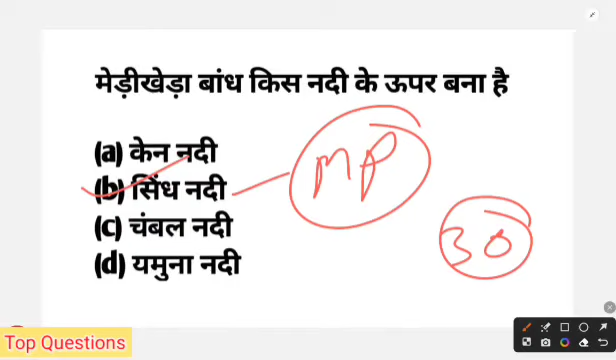 मेड़ीखेड़ा बांध किस नदी के ऊपर बना है
(a) केन नदी
(b) सिंध नदी
MP
(c) चंबल नदी
30
(d) यमुना नदी
Top Questions